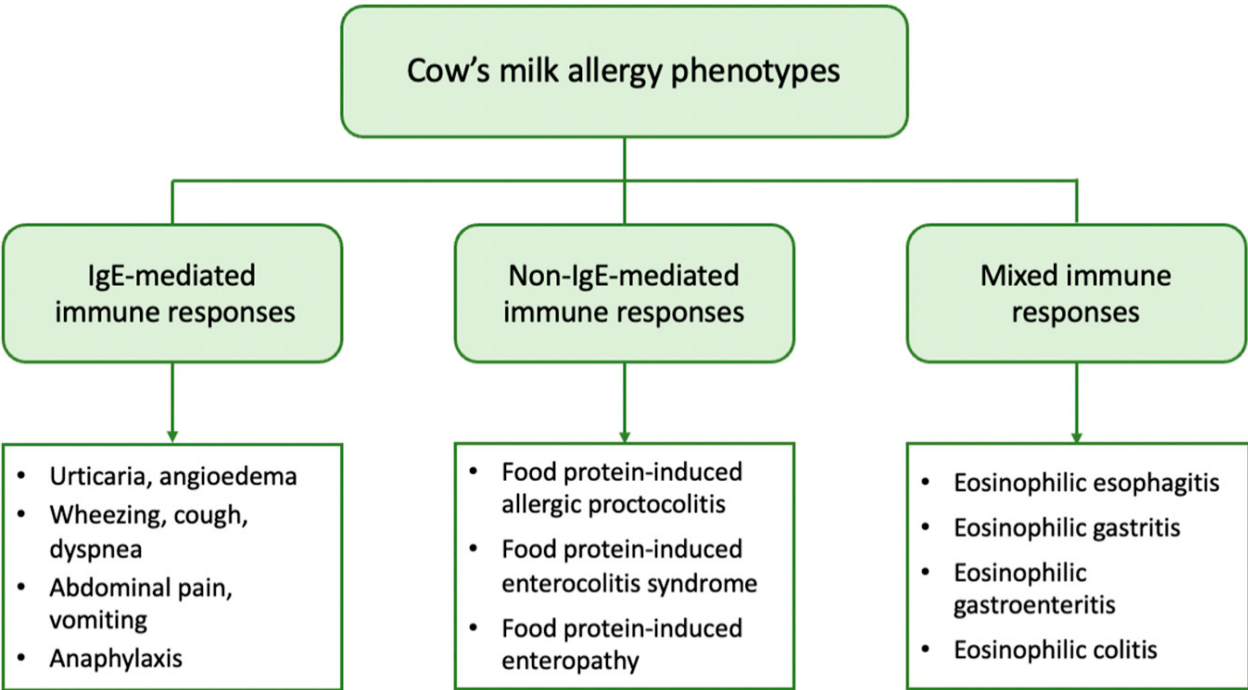 Cow's milk allergy phenotypes
IgE-mediated
immune responses
Non-IgE-mediated
immune responses
Mixed immune
responses
• Urticaria, angioedema
• Wheezing, cough,
dyspnea
• Abdominal pain,
vomiting
• Anaphylaxis
• Food protein-induced
allergic proctocolitis
• Food protein-induced
enterocolitis syndrome
• Food protein-induced
enteropathy
• Eosinophilic esophagitis
• Eosinophilic gastritis
• Eosinophilic
gastroenteritis
• Eosinophilic colitis